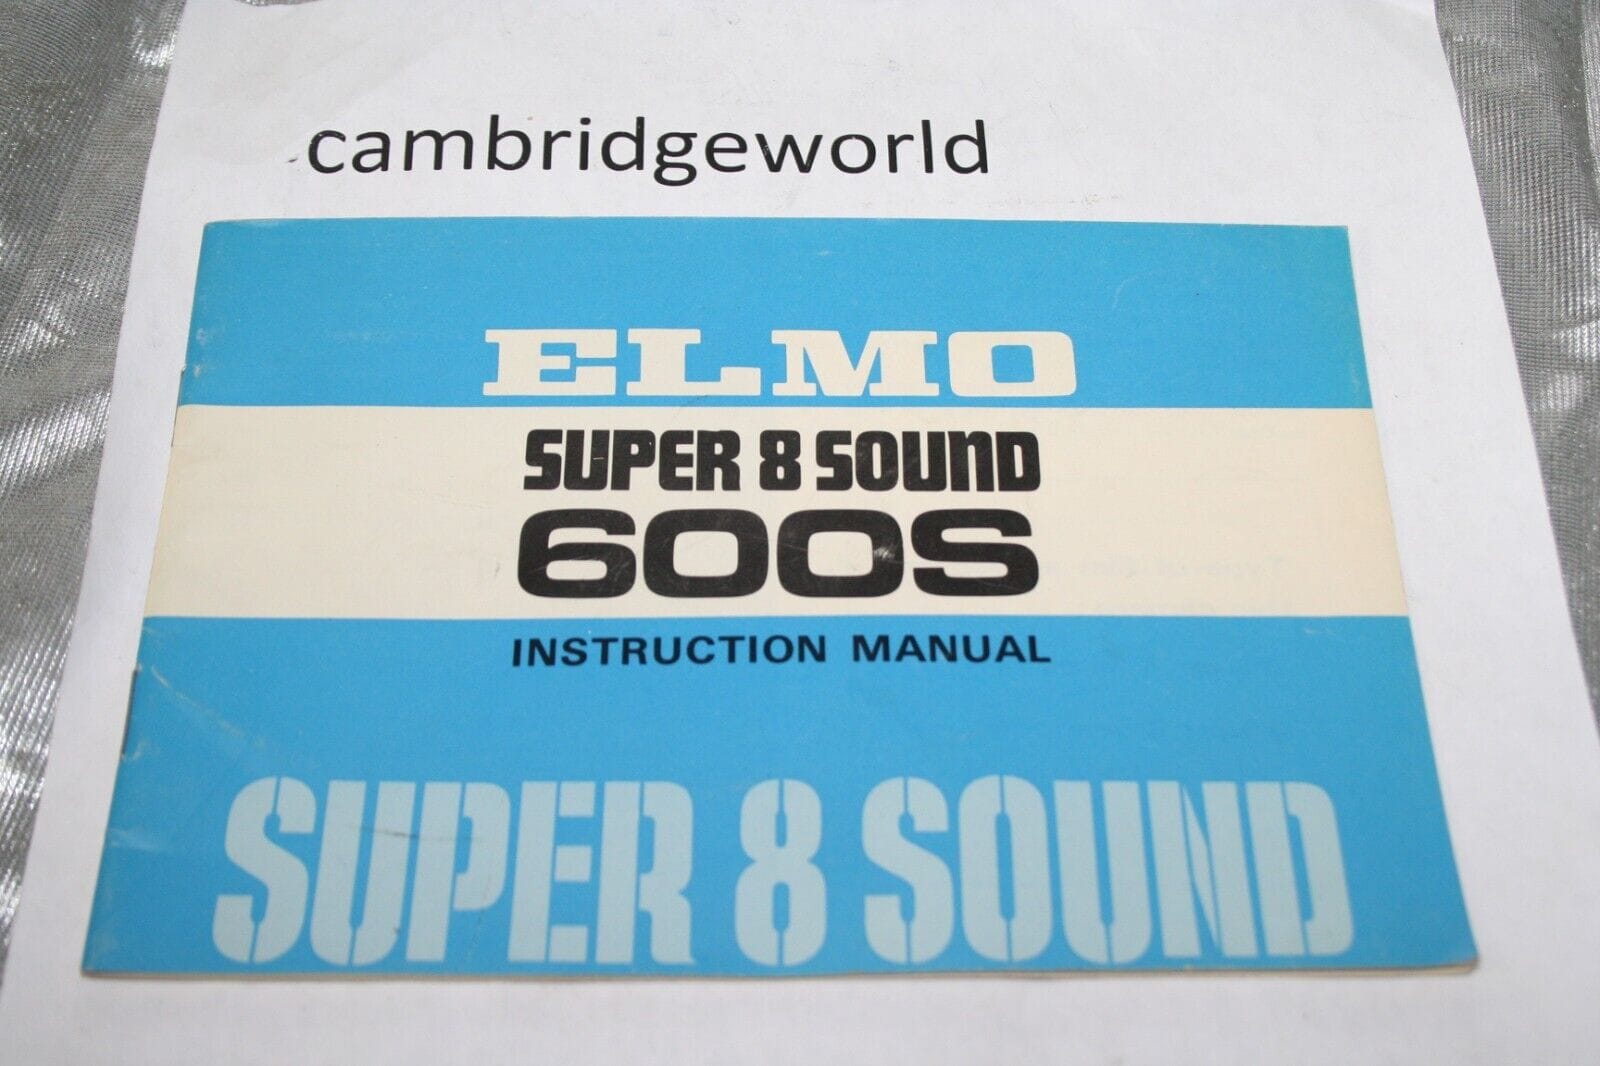 cambridgeworld
ELMO
SUPER 8 SOUND
600S
INSTRUCTION MANUAL
SUPER 8 SOUND